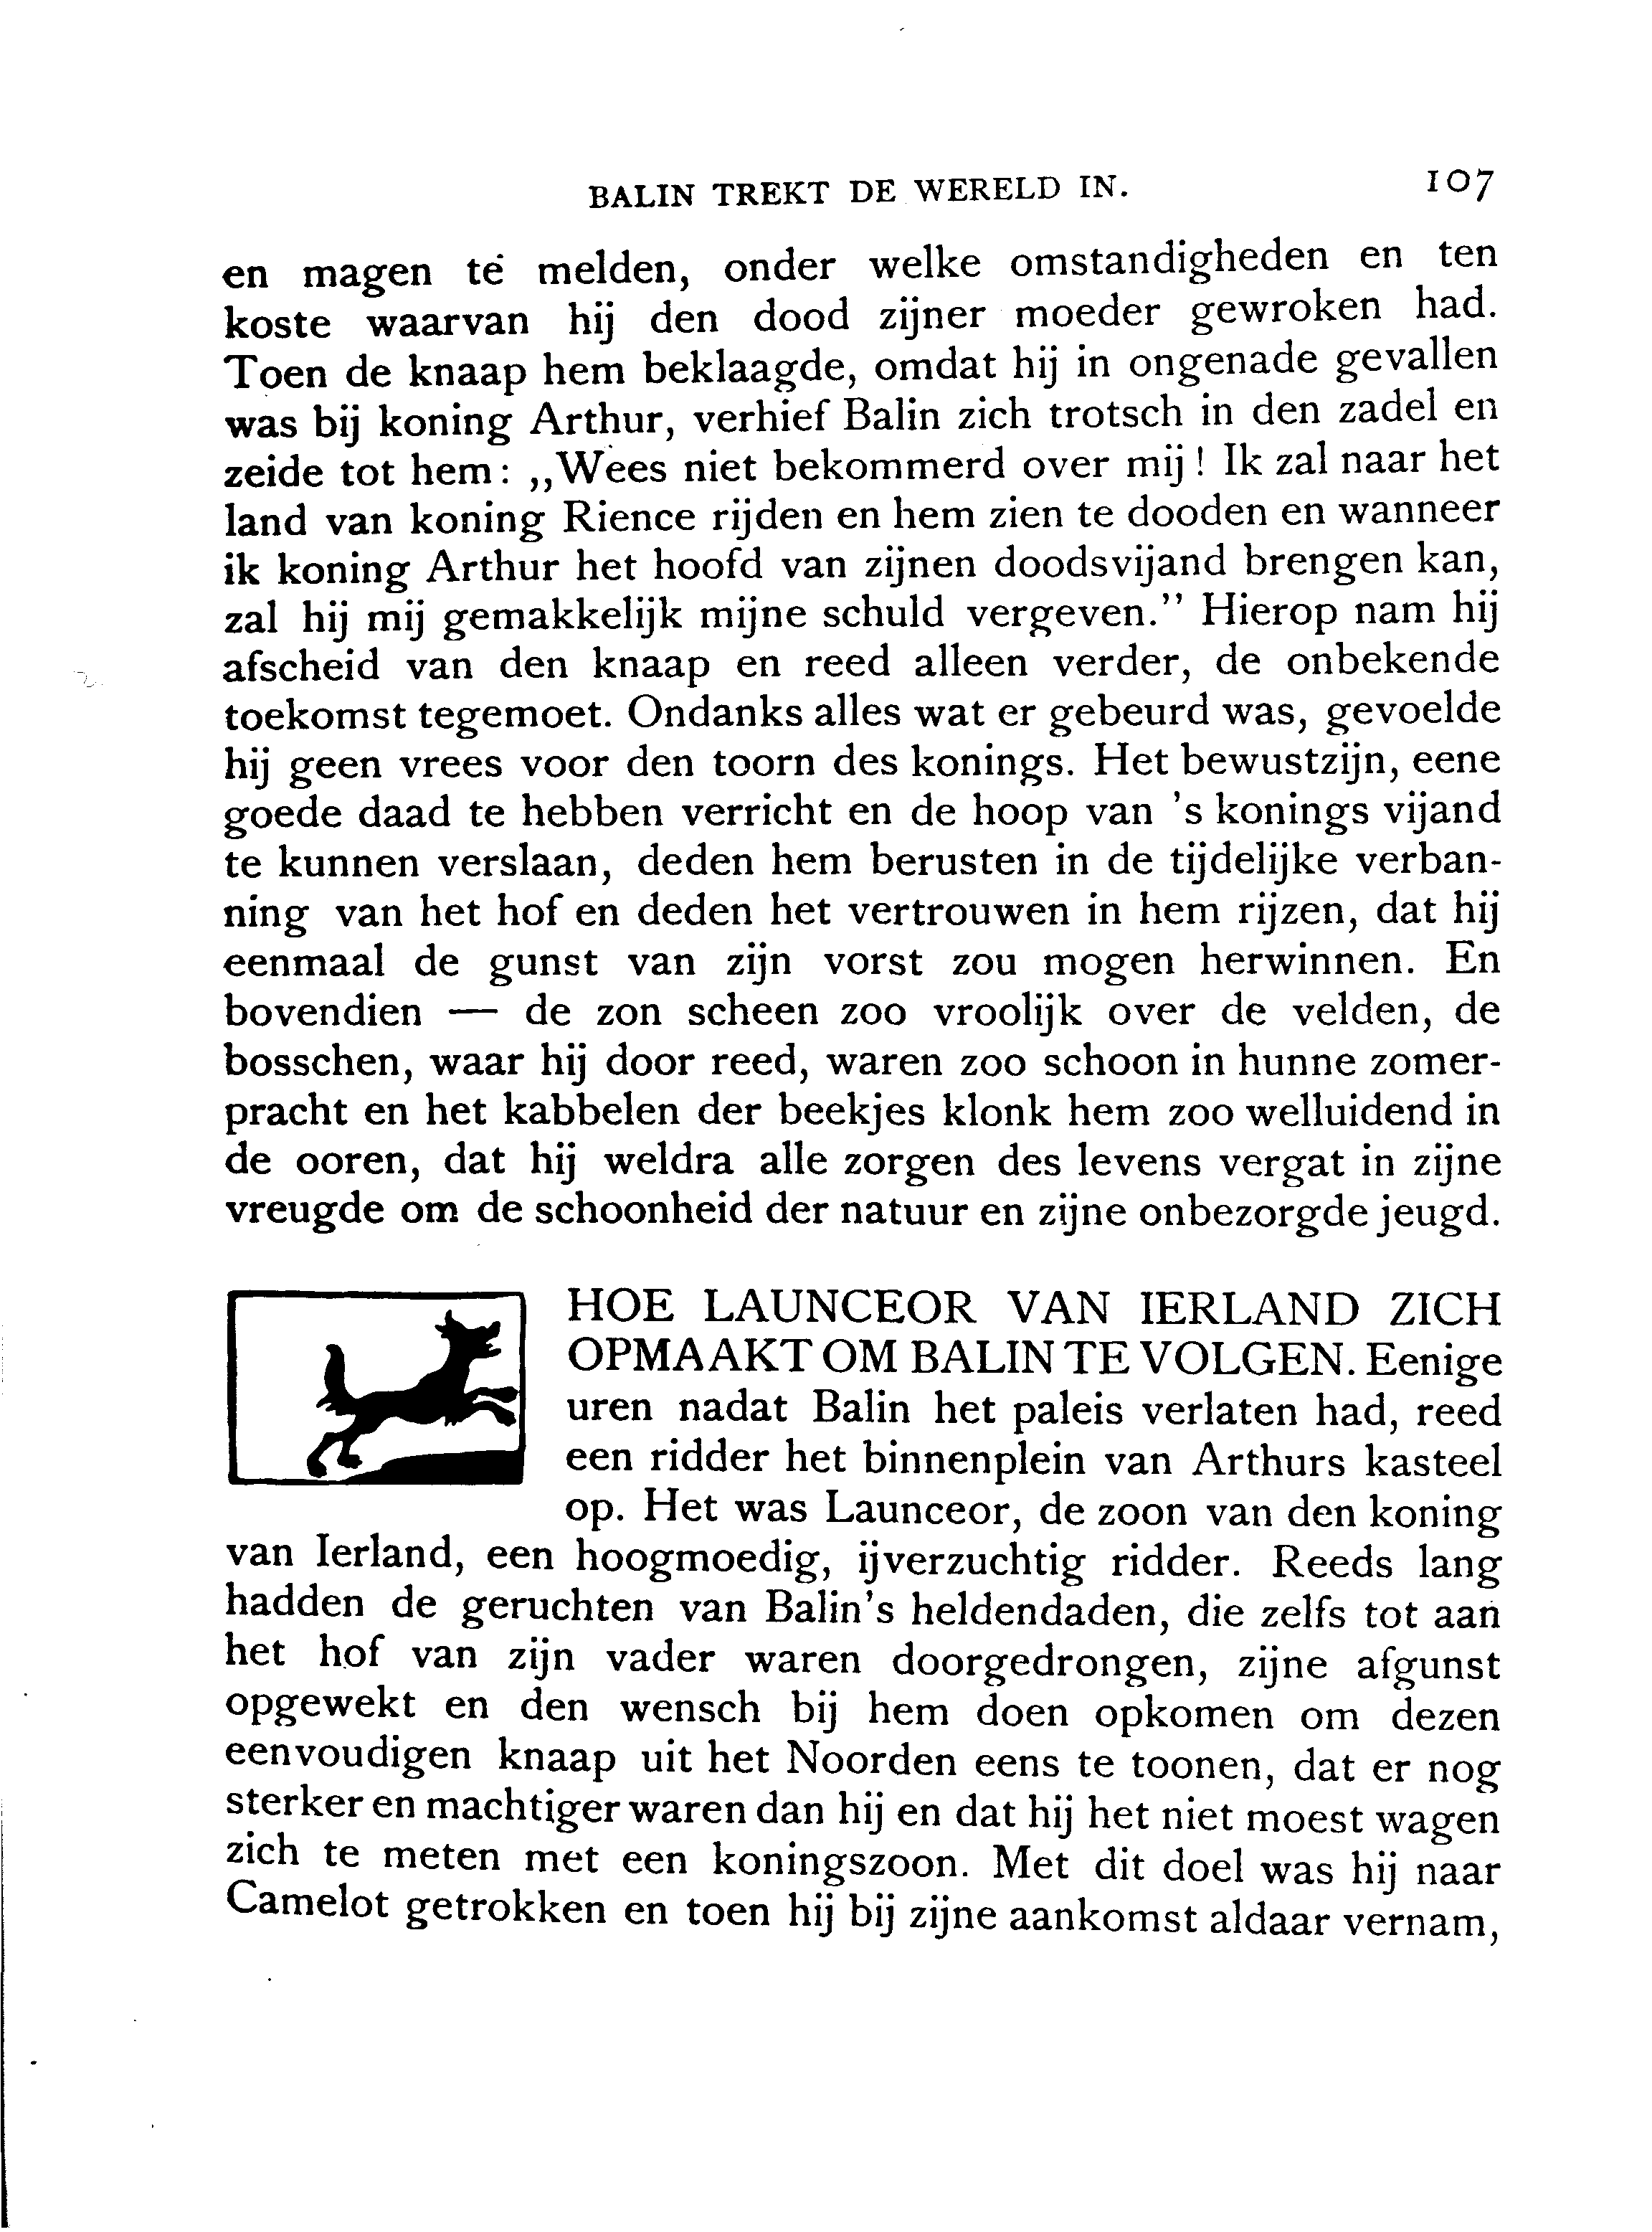 BALIN TREKT DE WERELD IN. 107
en magen te melden, onder welke omstandigheden en ten
koste waarvan hij den dood zijner moeder gewroken had.
Toen de knaap hem beklaagde, omdat hij in ongenade gevallen
was bij koning Arthur, verhief Balin zich trotsch in den zadel en
zeide tot hem: ,,Wees niet bekommerd over mij! Ik zal naar het
land van koning Rience rijden en hem zien te dooden en wanneer
ik koning Arthur het hoofd van zijnen doodsvijand brengen kan,
zal hij mij gemakkelijk mijne schuld vergeven.” Hierop nam hij
afscheid van den knaap en reed alleen verder, de onbekende
toekomst tegemoet. Ondanks alles wat er gebeurd was, gevoelde
hij geen vrees voor den toorn des konings. Het bewustzijn, eene
goede daad te hebben verricht en de hoop van 's konings vijand
te kunnen verslaan, deden hem berusten in de tijdelijke verban-
ning van het hof en deden het vertrouwen in hem rijzen, dat hij
eenmaal de gunst van zijn vorst zou mogen herwinnen. En
bovendien — de zon scheen zoo vroolijk over de velden, de
bosschen, waar hij door reed, waren zoo schoon in hunne zomer-
pracht en het kabbelen der beekjes klonk hem zoo welluidend in
de ooren, dat hij weldra alle zorgen des levens vergat in zijne
vreugde om de schoonheid der natuur en zijne onbezorgde jeugd.
HOE LAUNCEOR VAN IERLAND ZICH
OPMAAKT OM BALIN TE VOLGEN. Eenige
uren nadat Balin het paleis verlaten had, reed
een ridder het binnenplein van Arthurs kasteel
op. Het was Launceor, de zoon van den koning
van Ierland, een hoogmoedig, ijverzuchtig ridder. Reeds lang
hadden de geruchten van Balin's heldendaden, die zelfs tot aan
het hof van zijn vader waren doorgedrongen, zijne afgunst
opgewekt en den wensch bij hem doen opkomen om dezen
eenvoudigen knaap uit het Noorden eens te toonen, dat er nog
sterker en machtiger waren dan hij en dat hij het niet moest wagen
zich te meten met een koningszoon. Met dit doel was hij naar
Camelot getrokken en toen hij bij zijne aankomst aldaar vernam,